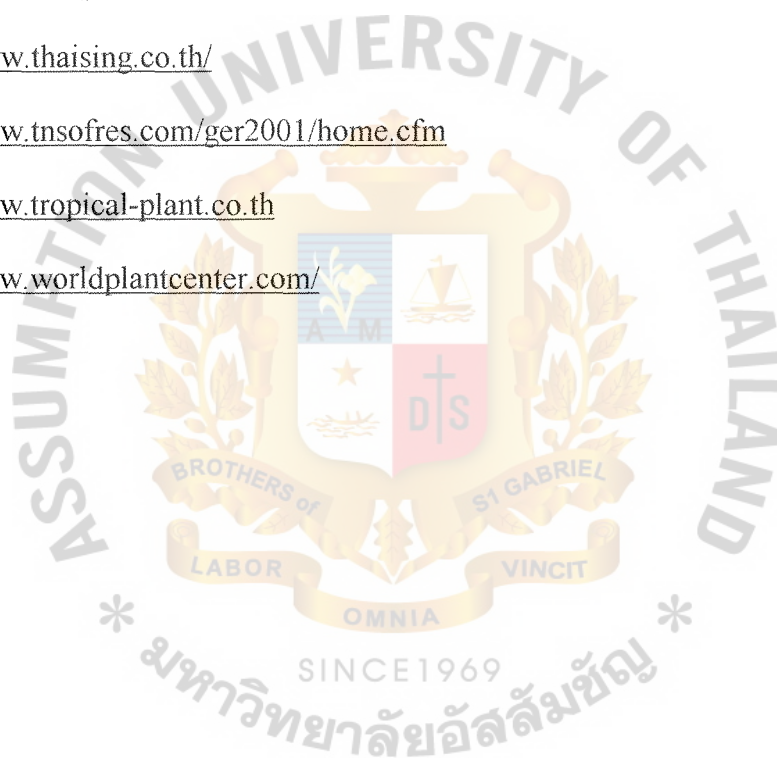 w.thaising.co.th/
w.tnsofres.com/ger2001/home.cfm
w.tropical-plant.co.th
w.worldplantcenter.com/
ASSUMPTION UNIVERSITY OF THAILAND
A M
D S
BROTHERS of S1 GABRIEL
LABOR VINCIT
OMNIA
* *
SINCE1969
มหาวิทยาลัยอัสสัมชัญ